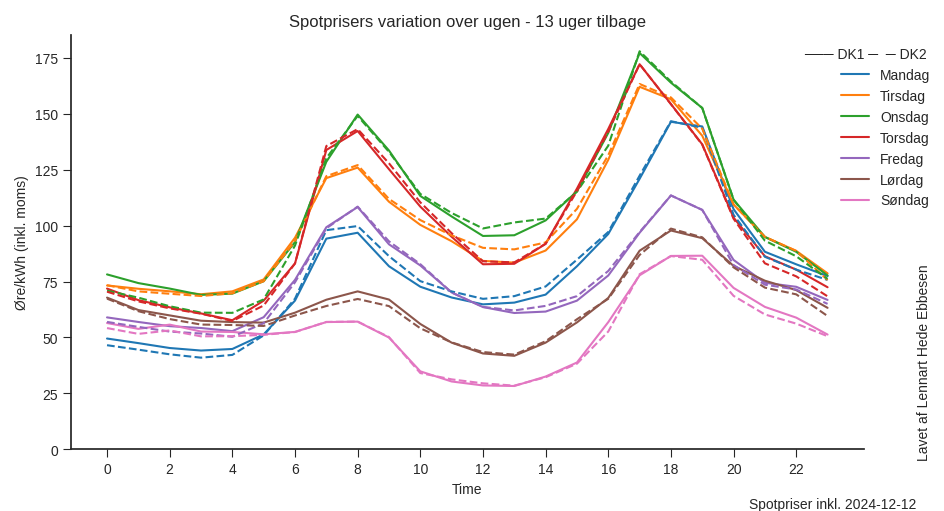 Spotprisers variation over ugen - 13 uger tilbage
DK1 DK2
Mandag
Tirsdag
Onsdag
Torsdag
Fredag
Lørdag
Søndag
Øre/kWh (inkl. moms)
175
150
125
100
75
50
25
0
0 2 4 6 8 10 12 14 16 18 20 22
Time
Lavet af Lennart Hede Ebbesen
Spotpriser inkl. 2024-12-12